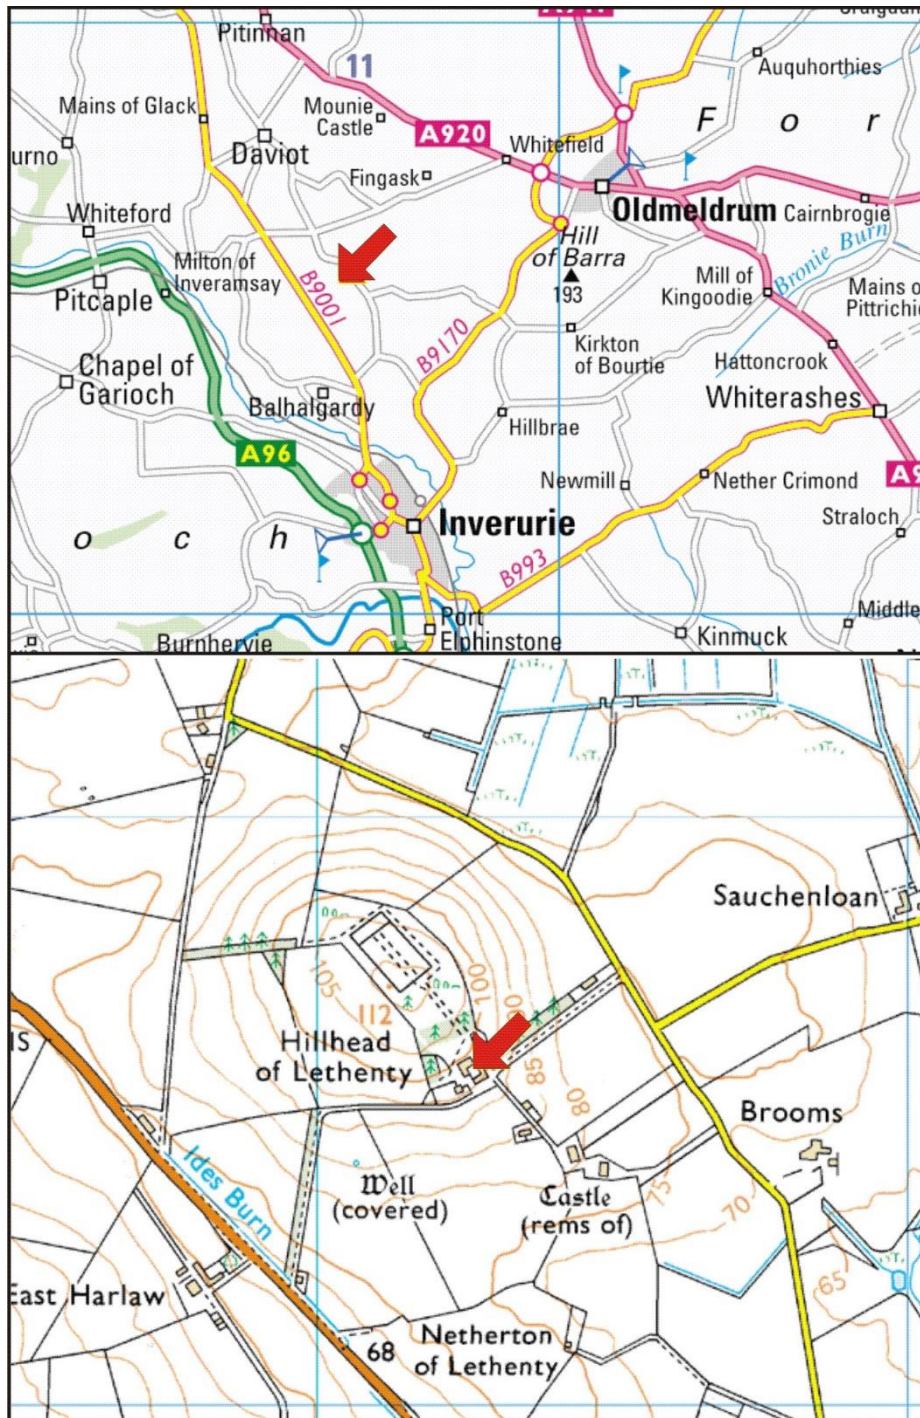 Pitinnan
11
Auquhorthies
Mains of Glack
Mounie
Castle
A920
F o r
Daviot
Whitefield
Fingask
Oldmeldrum
Cairnbrogie
Whiteford
Hill
of Barra
193
Bronie Burn
Milton of
Inveramsay
B9001
Mill of
Kingoodie
Mains o
Pittrichie
Pitcaple
B9170
Kirkton
of Bourtie
Hattoncrook
Chapel of
Garioch
Balhalgardy
Whiterashes
Hillbrae
A96
Newmill
Nether Crimond
Straloch
o c h
Inverurie
B993
Middle
Port
Elphinstone
Kinmuck
Burnhervie
Sauchenloan
105
100
112
90
Hillhead
of Lethenty
85
80
Brooms
Ides Burn
Well
(covered)
Castle
(rems of)
75
70
65
East Harlaw
68
Netherton
of Lethenty